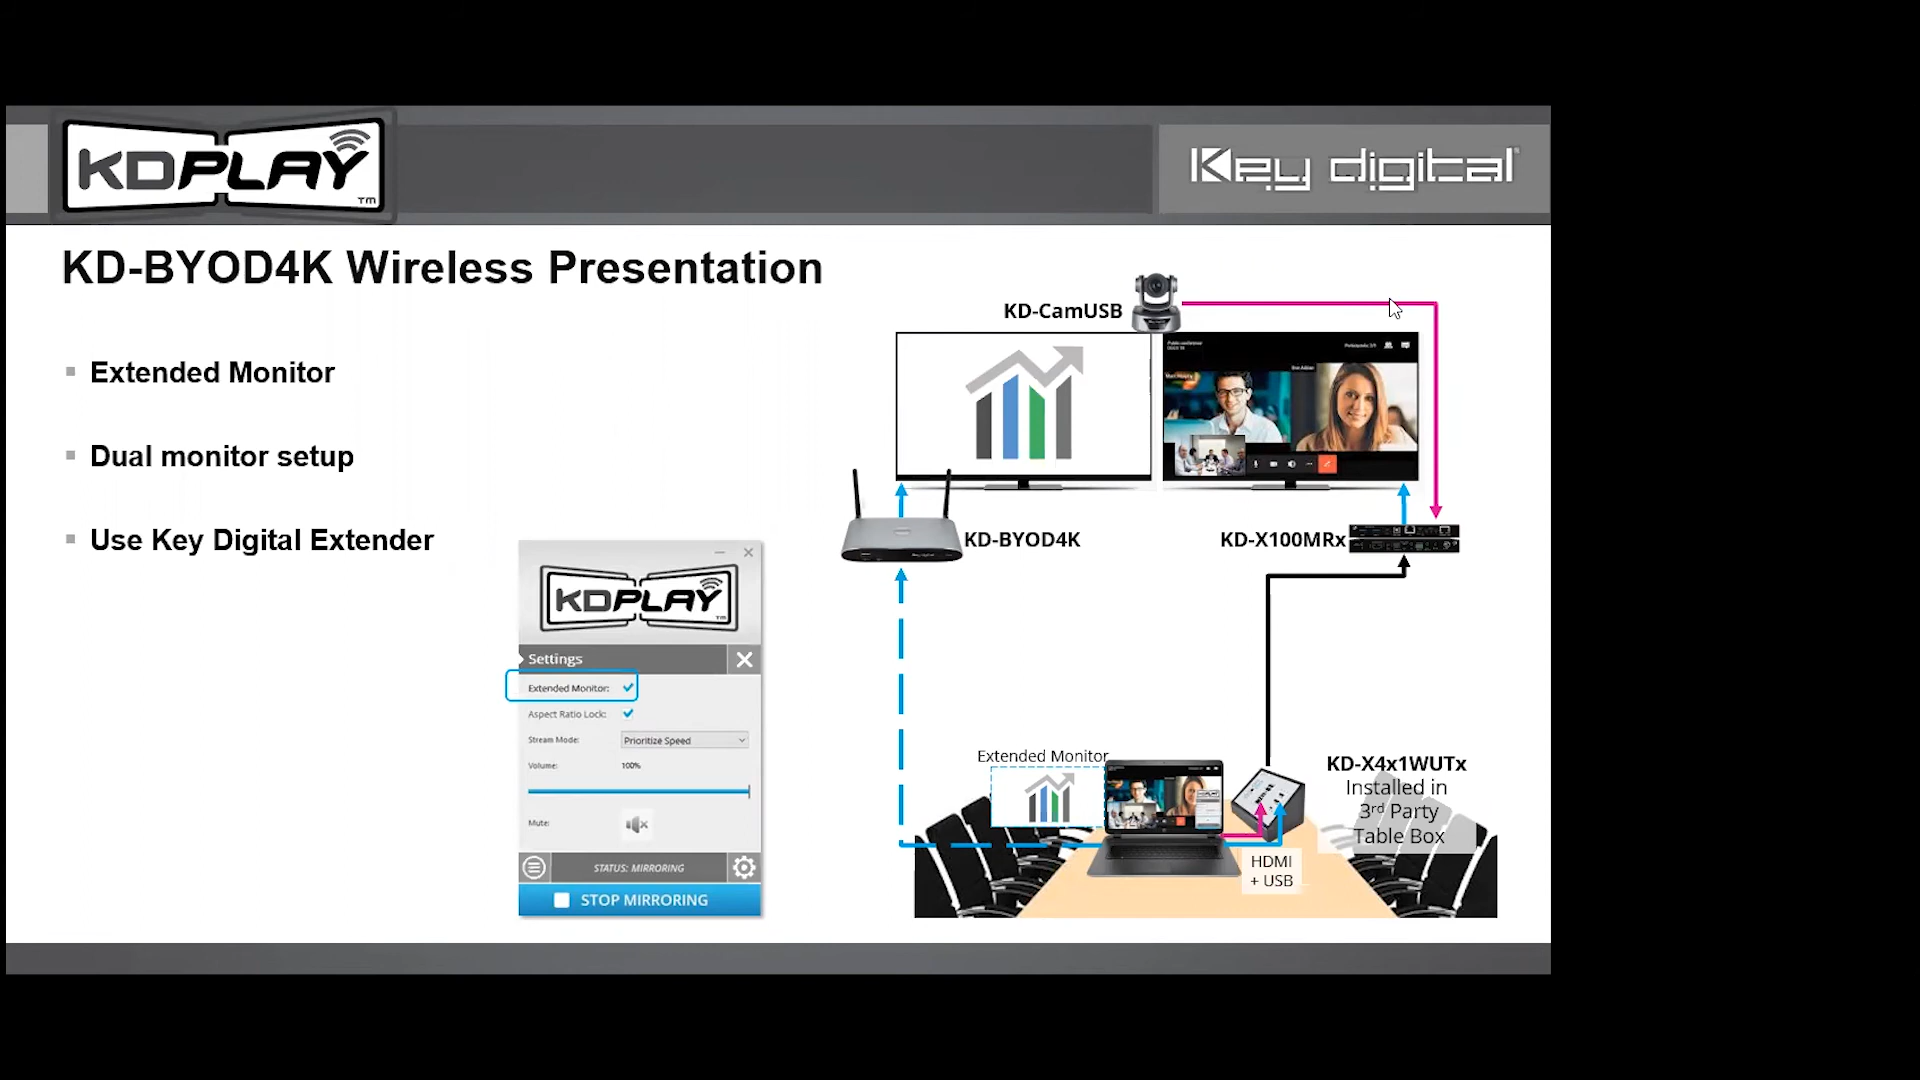 KDPLAY™
Key digital
KD-BYOD4K Wireless Presentation
Extended Monitor
Dual monitor setup
Use Key Digital Extender
KDPLAY™
Settings
Extended Monitor:
Aspect Ratio Lock:
Stream Mode: Prioritize Speed
Volume: 100%
Mute:
STATUS: MIRRORING
STOP MIRRORING
KD-CamUSB
KD-BYOD4K
KD-X100MRx
Extended Monitor
KD-X4x1WUTx
Installed in
3rd Party
Table Box
HDMI
+ USB